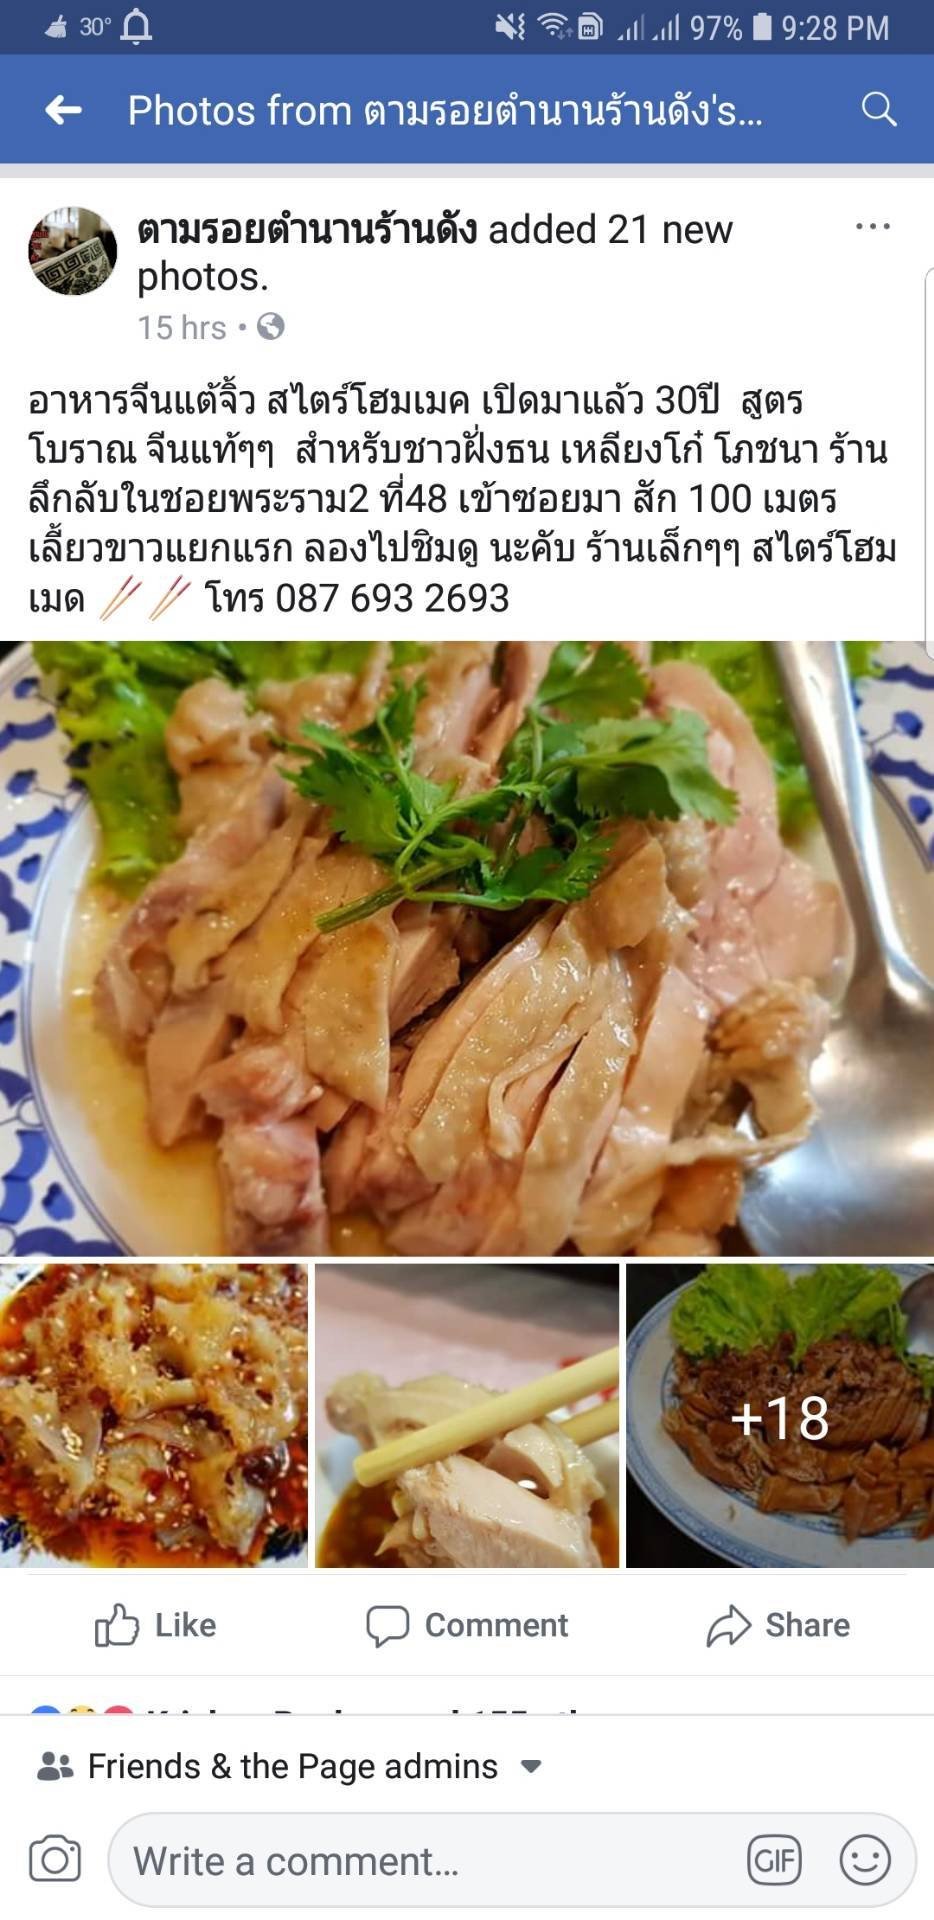 30°
97% 9:28 PM
Photos from ตามรอยตำนานร้านดัง's...
ตามรอยตำนานร้านดัง added 21 new
photos.
15 hrs
อาหารจีนแต้จิ๋ว สไตร์โฮมเมค เปิดมาแล้ว 30ปี สูตร
โบราณ จีนแท้ๆๆ สำหรับชาวฝั่งธน เหลียงโก๋ โภชนา ร้าน
ลึกลับในชอยพระราม2 ที่48 เข้าซอยมา สัก 100 เมตร
เลี้ยวขาวแยกแรก ลองไปชิมดู นะคับ ร้านเล็กๆๆ สไตร์โฮม
เมด 🥢🥢 โทร 087 693 2693
+18
Like Comment Share
Friends & the Page admins
Write a comment...
GIF